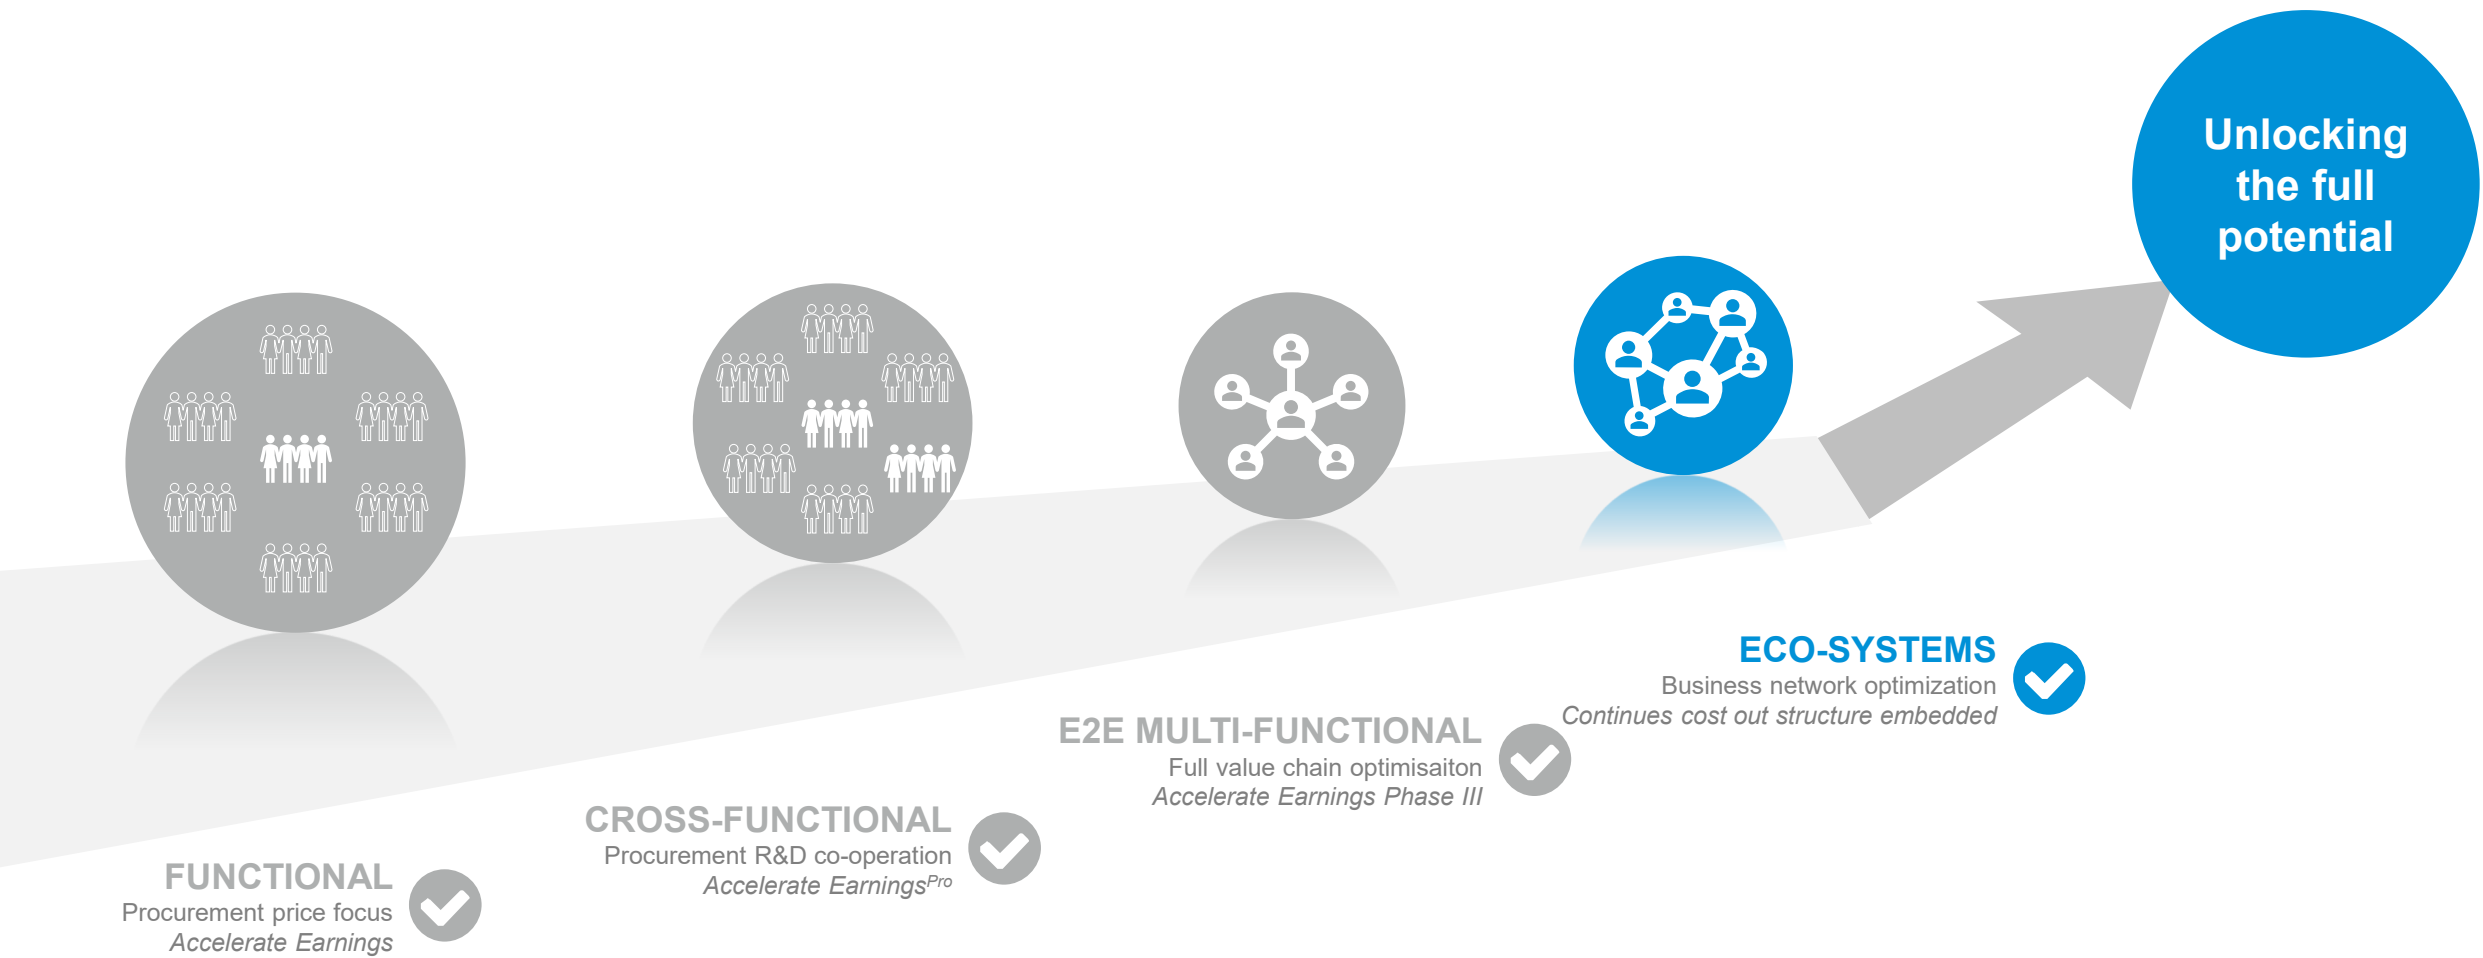 Unlocking
the full
potential
ECO-SYSTEMS
Business network optimization
Continues cost out structure embedded
E2E MULTI-FUNCTIONAL
Full value chain optimisaiton
Accelerate Earnings Phase III
CROSS-FUNCTIONAL
Procurement R&D co-operation
Accelerate EarningsPro
FUNCTIONAL
Procurement price focus
Accelerate Earnings